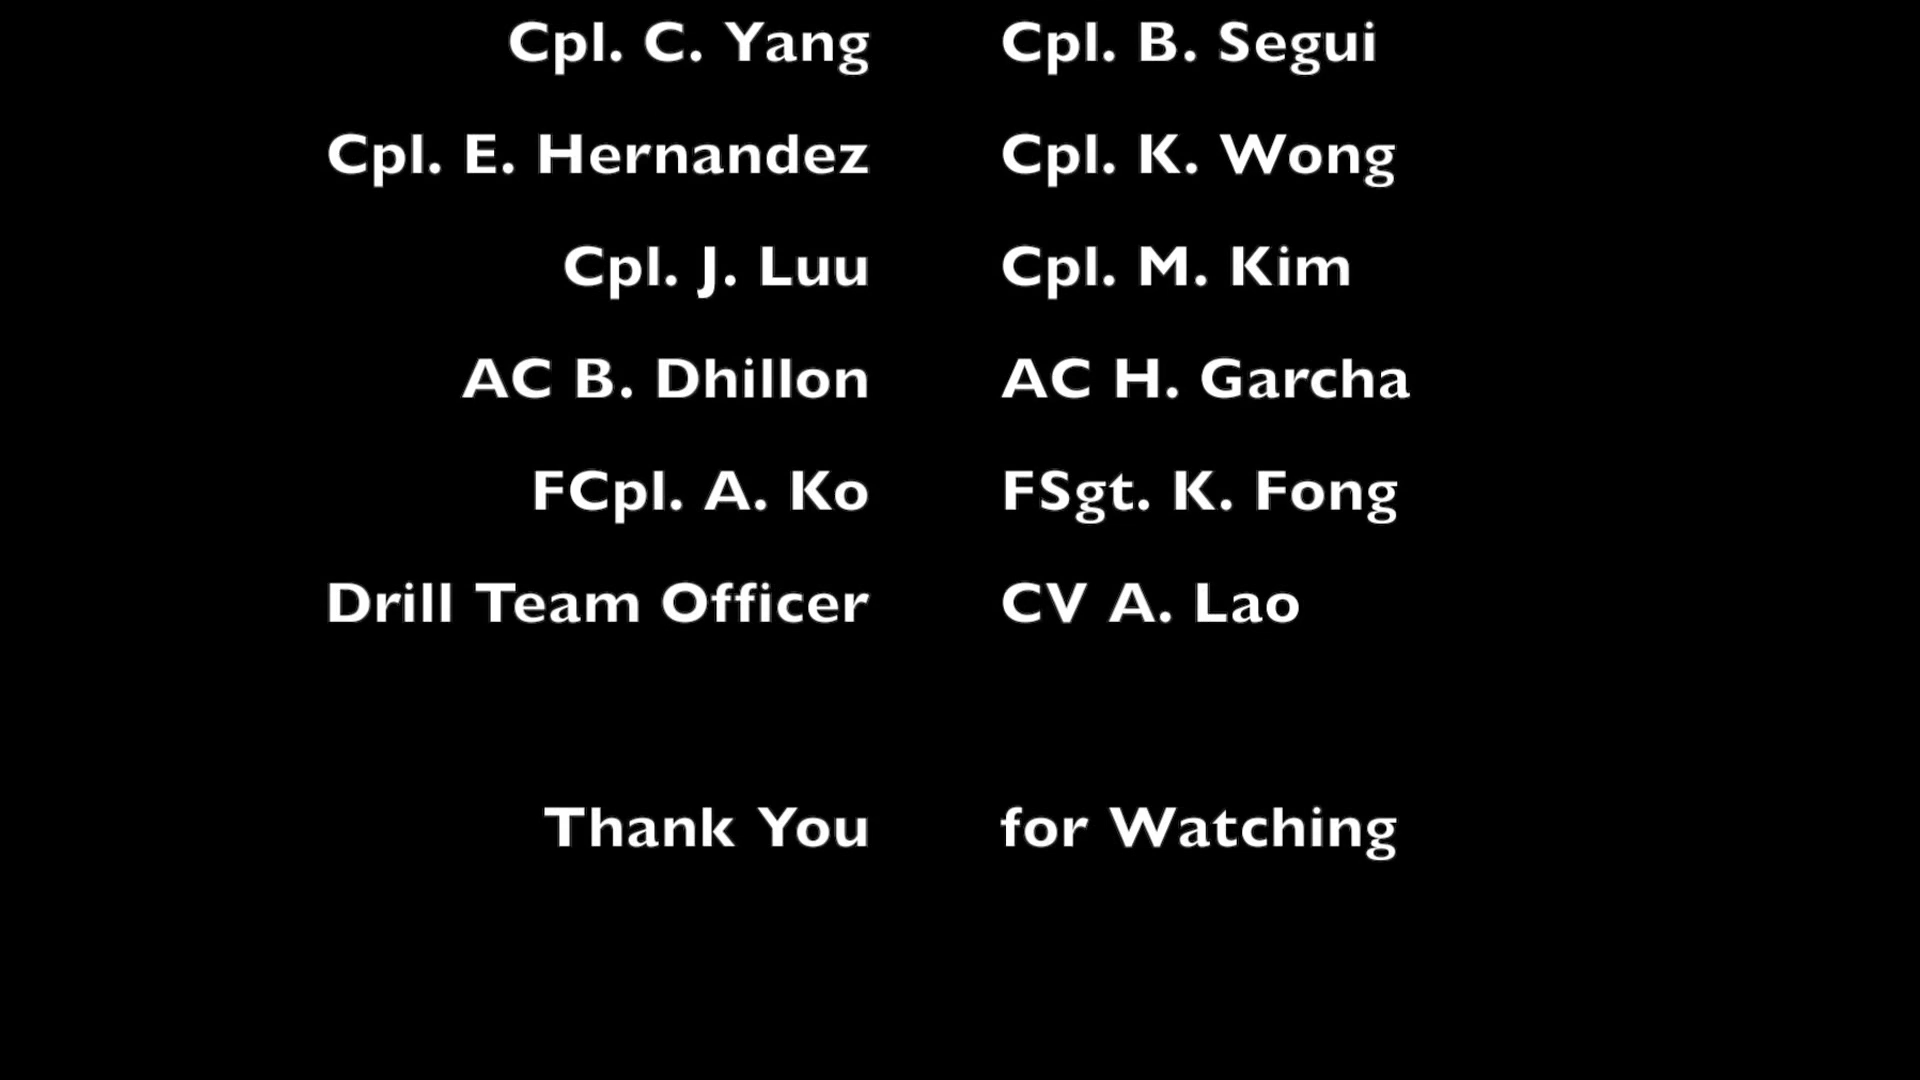 Cpl. C. Yang Cpl. B. Segui
Cpl. E. Hernandez Cpl. K. Wong
Cpl. J. Luu Cpl. M. Kim
AC B. Dhillon AC H. Garcha
FCpl. A. Ko FSgt. K. Fong
Drill Team Officer CV A. Lao
Thank You for Watching